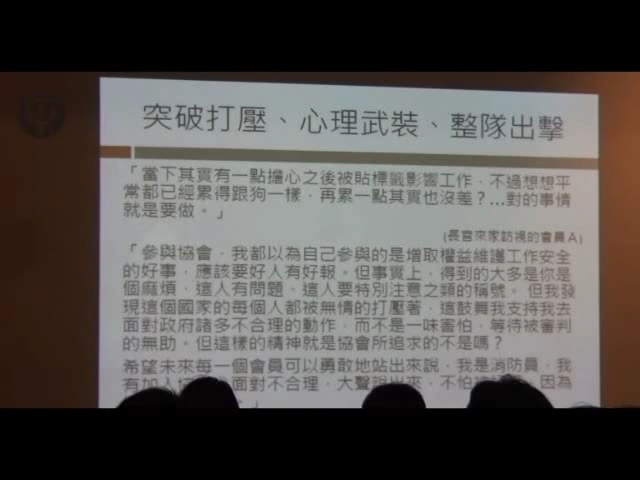 突破打壓、心理武裝、整隊出擊
「當下其實有一點擔心之後被貼標籤影響工作，不過想想平
常都已經累得跟狗一樣，再累一點其實也沒差？…對的事情
就是要做。」
(長官來家訪視的會員A)
「參與協會，我都以為自己參與的是增取權益維護工作安全
的好事，應該要好人有好報。但事實上，得到的大多是你是
個麻煩、這人有問題、這人要特別注意之類的稱號。但我發
現這個國家的每個人都被無情的打壓著，這鼓舞我支持我去
面對政府諸多不合理的動作，而不是一味害怕，等待被審判
的無助。但這樣的精神就是協會所追求的不是嗎？
希望未來每一個會員可以勇敢地站出來說，我是消防員，我
有加入 面對不合理，大聲說出來，不怕被 因為
。」